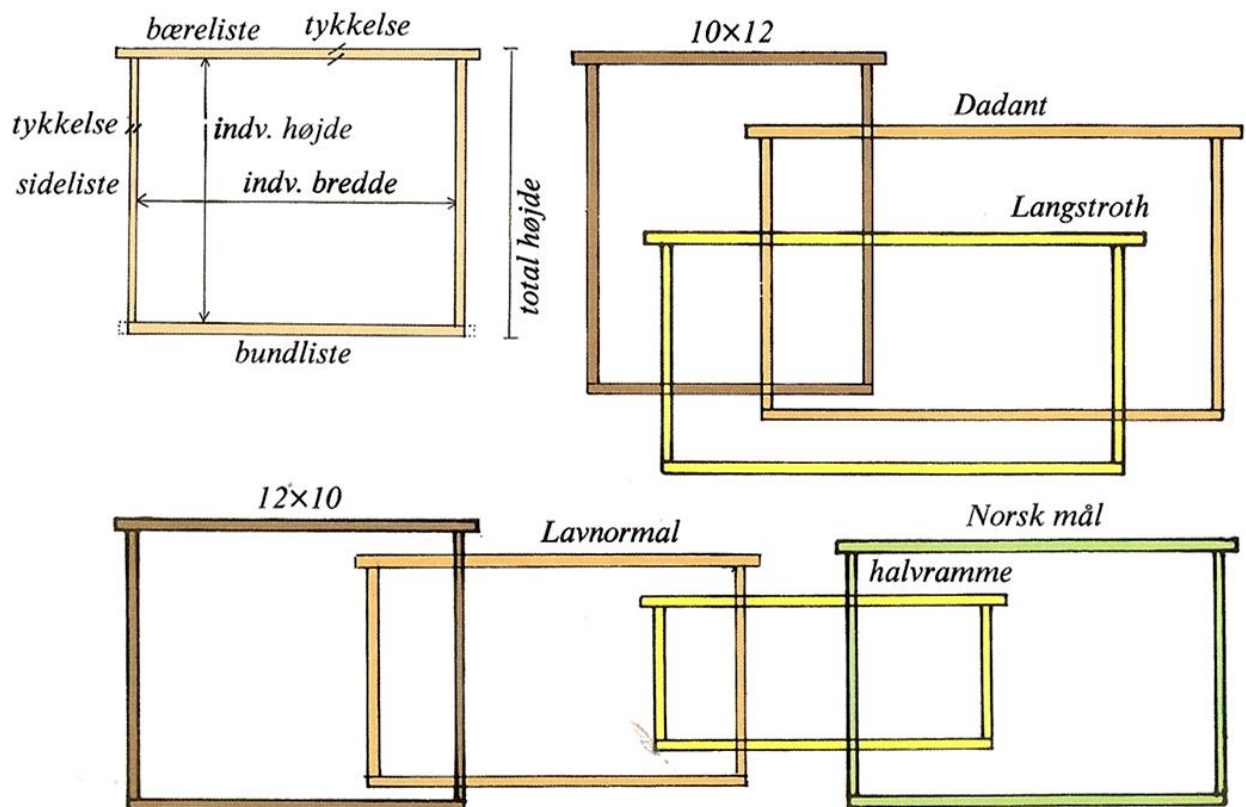 bæreliste
tykkelse
tykkelse
sideliste
indv. højde
indv. bredde
total højde
bundliste
10×12
Dadant
Langstroth
12×10
Lavnormal
halvramme
Norsk mål